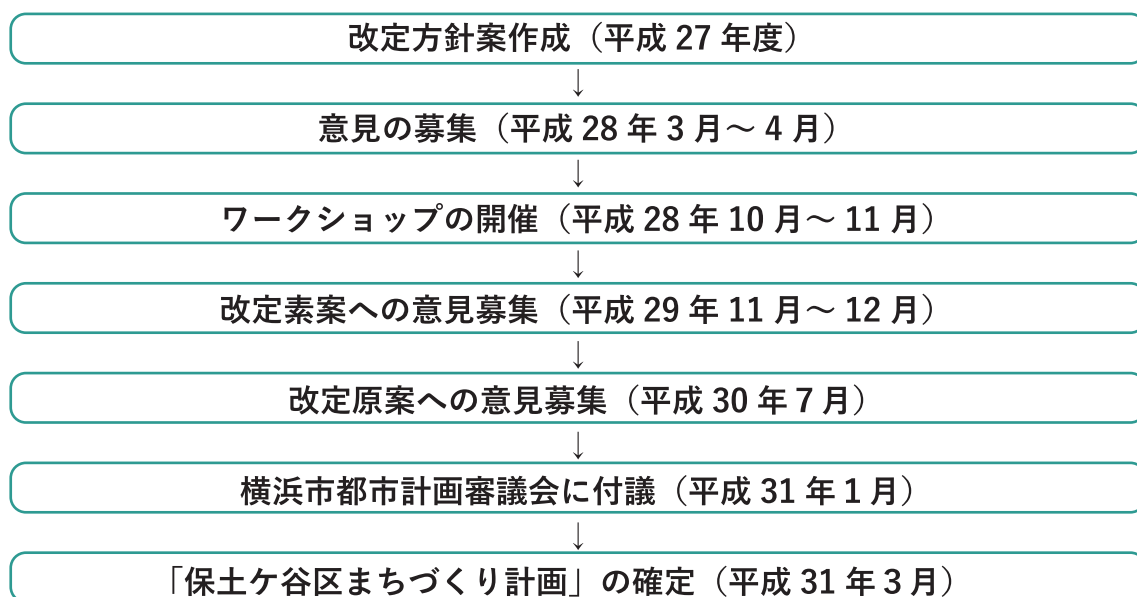 改定方針案作成（平成 27 年度）
↓
意見の募集（平成 28 年 3 月～ 4 月）
↓
ワークショップの開催（平成 28 年 10 月～ 11 月）
↓
改定素案への意見募集（平成 29 年 11 月～ 12 月）
↓
改定原案への意見募集（平成 30 年 7 月）
↓
横浜市都市計画審議会に付議（平成 31 年 1 月）
↓
「保土ケ谷区まちづくり計画」の確定（平成 31 年 3 月）